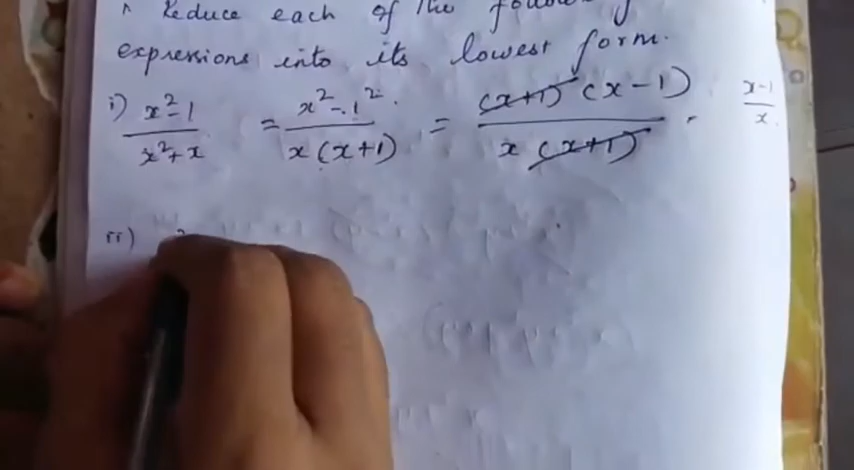 Reduce each of the
expressions into its lowest form.
i) x²-1 / x²+x = x²-1² / x(x+1) = (x+1)(x-1) / x(x+1) . x-1 / x
ii)